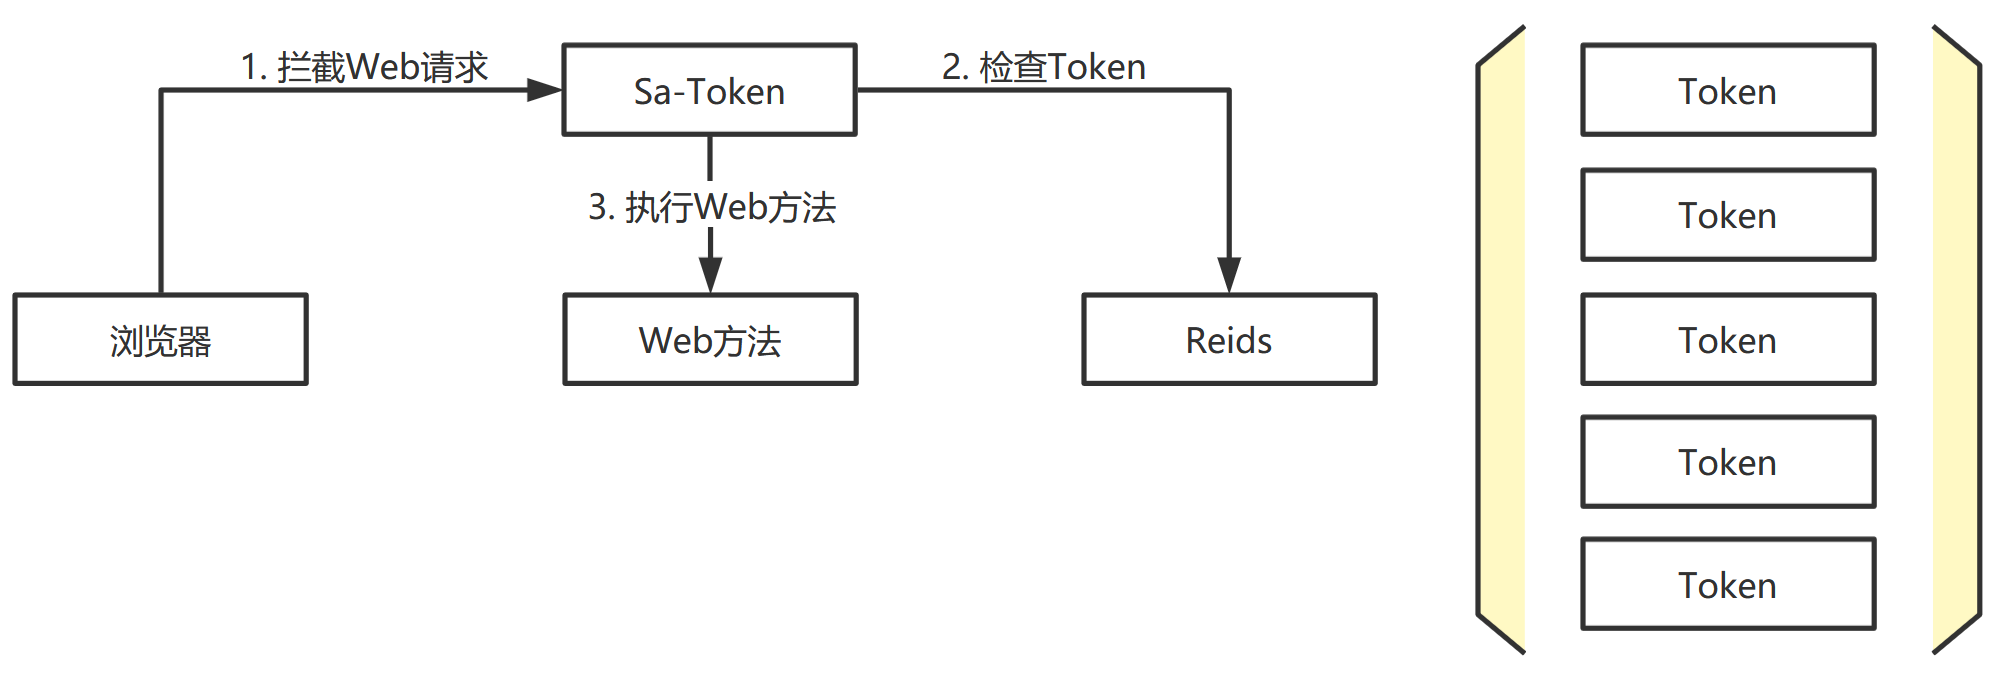 1. 拦截Web请求
Sa-Token
2. 检查Token
3. 执行Web方法
浏览器
Web方法
Reids
Token
Token
Token
Token
Token